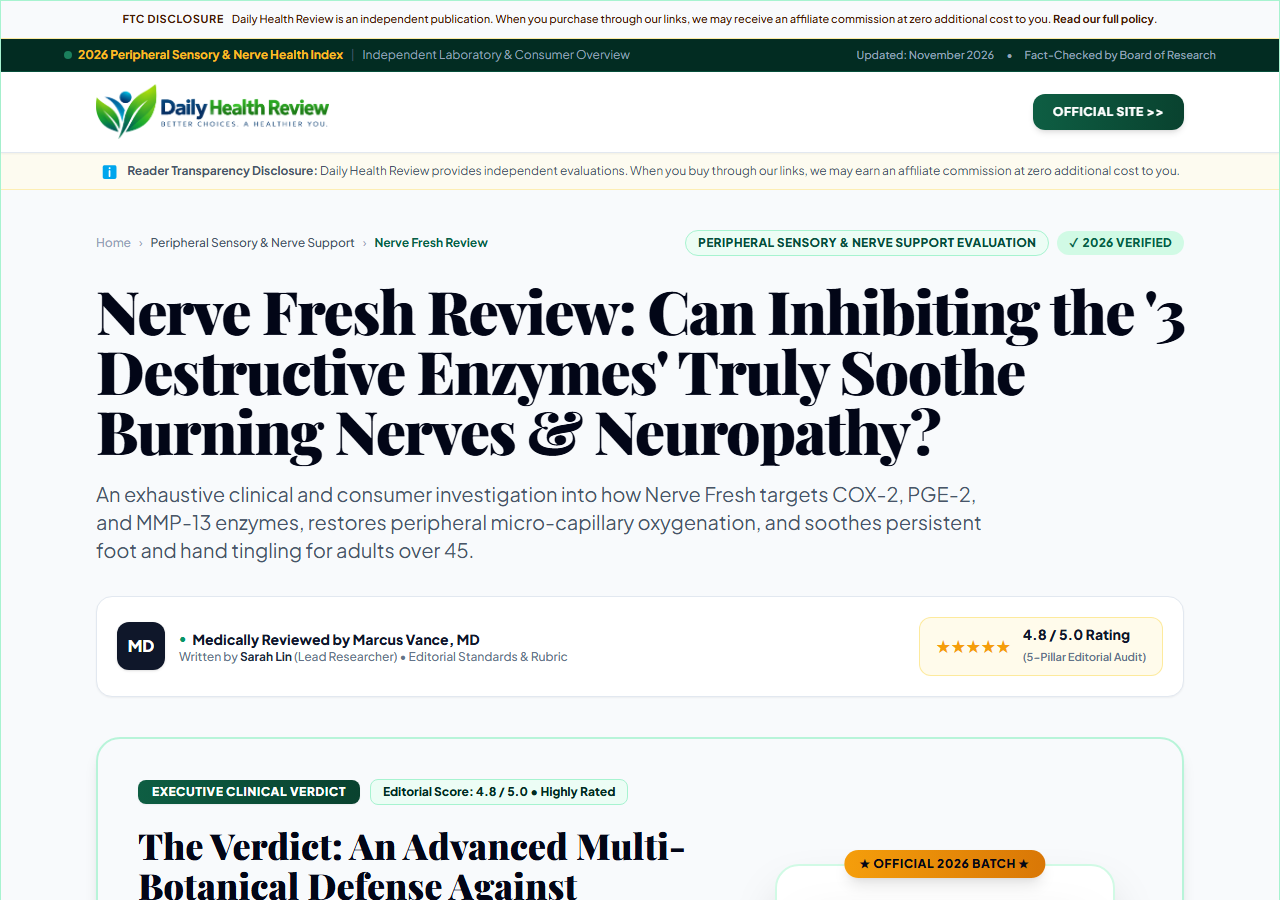 FTC DISCLOSURE Daily Health Review is an independent publication. When you purchase through our links, we may receive an affiliate commission at zero additional cost to you. Read our full policy.
2026 Peripheral Sensory & Nerve Health Index | Independent Laboratory & Consumer Overview
Updated: November 2026 • Fact-Checked by Board of Research
Daily Health Review
BETTER CHOICES. A HEALTHIER YOU.
OFFICIAL SITE >>
Reader Transparency Disclosure: Daily Health Review provides independent evaluations. When you buy through our links, we may earn an affiliate commission at zero additional cost to you.
Home › Peripheral Sensory & Nerve Support › Nerve Fresh Review
PERIPHERAL SENSORY & NERVE SUPPORT EVALUATION
✓ 2026 VERIFIED
Nerve Fresh Review: Can Inhibiting the '3
Destructive Enzymes' Truly Soothe
Burning Nerves & Neuropathy?
An exhaustive clinical and consumer investigation into how Nerve Fresh targets COX-2, PGE-2,
and MMP-13 enzymes, restores peripheral micro-capillary oxygenation, and soothes persistent
foot and hand tingling for adults over 45.
MD
• Medically Reviewed by Marcus Vance, MD
Written by Sarah Lin (Lead Researcher) • Editorial Standards & Rubric
★★★★★ 4.8 / 5.0 Rating
(5-Pillar Editorial Audit)
EXECUTIVE CLINICAL VERDICT
Editorial Score: 4.8 / 5.0 • Highly Rated
The Verdict: An Advanced Multi-
Botanical Defense Against
★ OFFICIAL 2026 BATCH ★